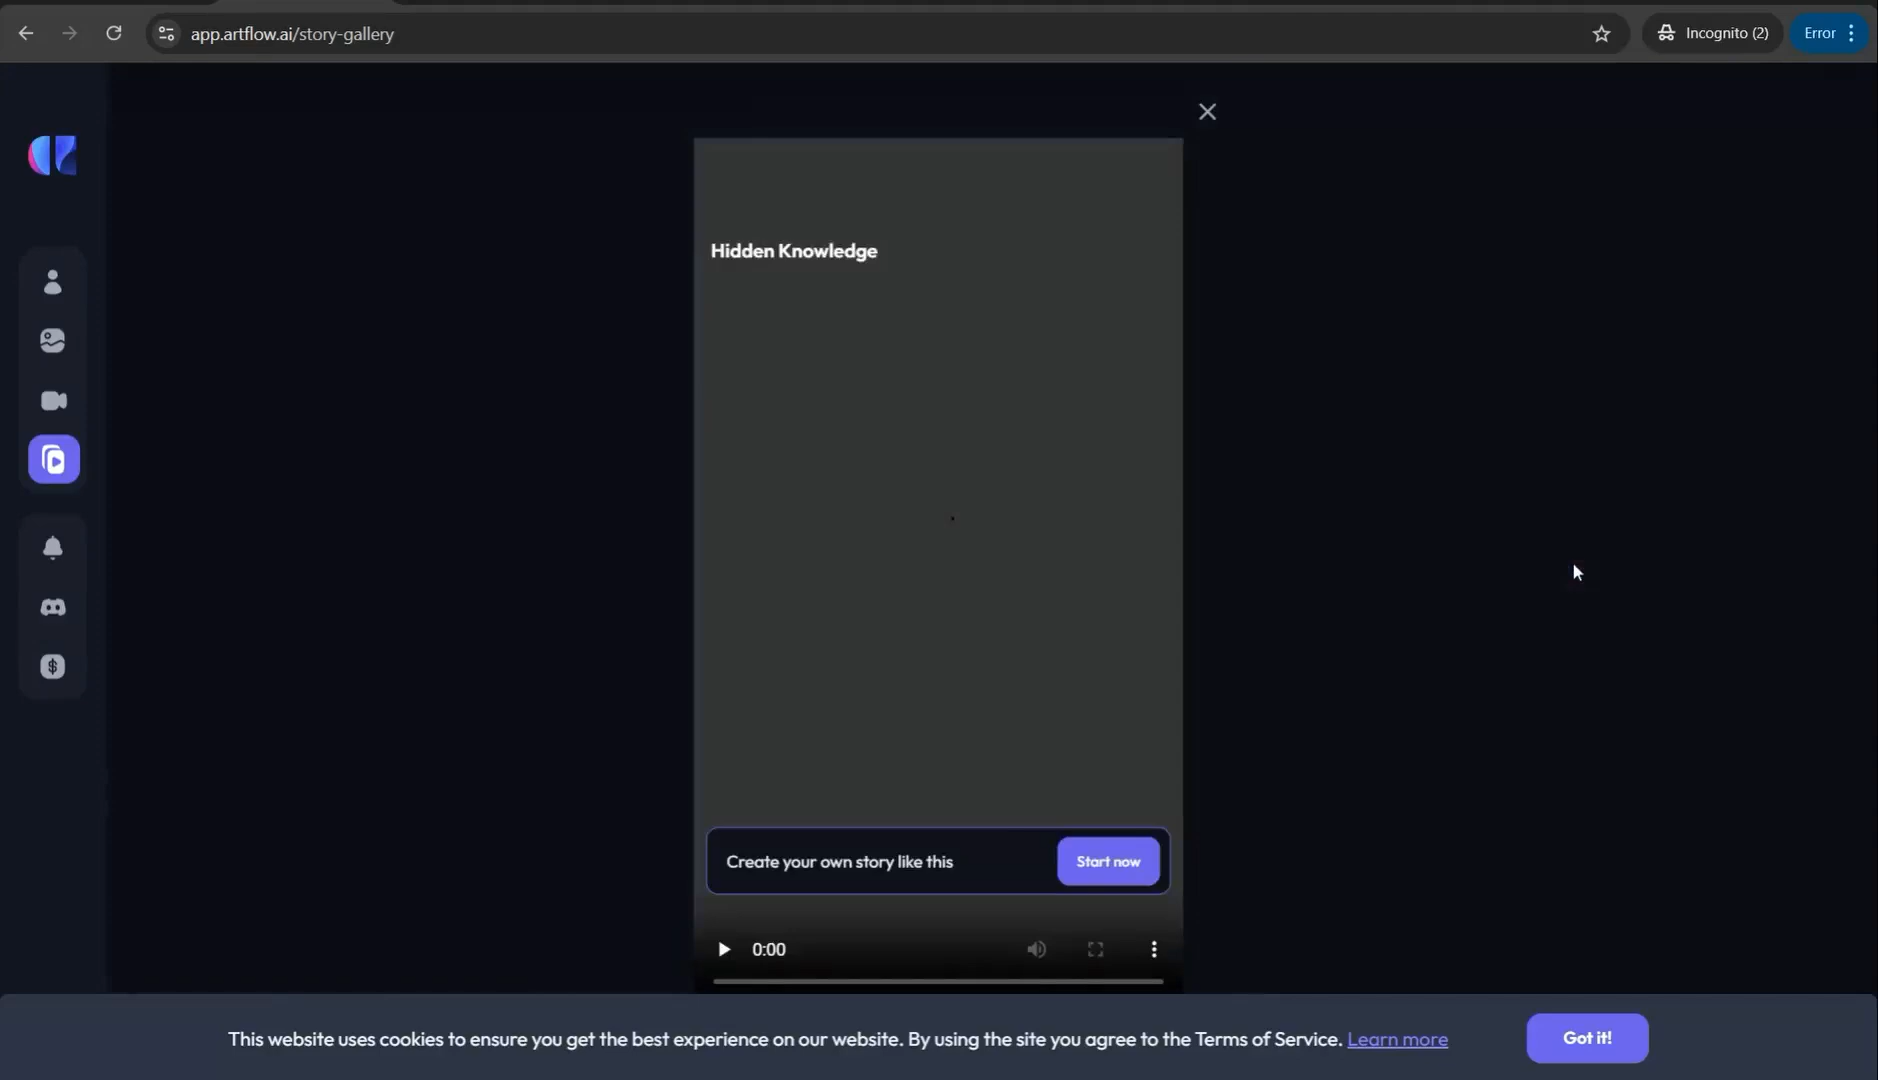 app.artflow.ai/story-gallery
Incognito (2)
Error
Hidden Knowledge
Create your own story like this
Start now
0:00
This website uses cookies to ensure you get the best experience on our website. By using the site you agree to the Terms of Service. Learn more
Got it!